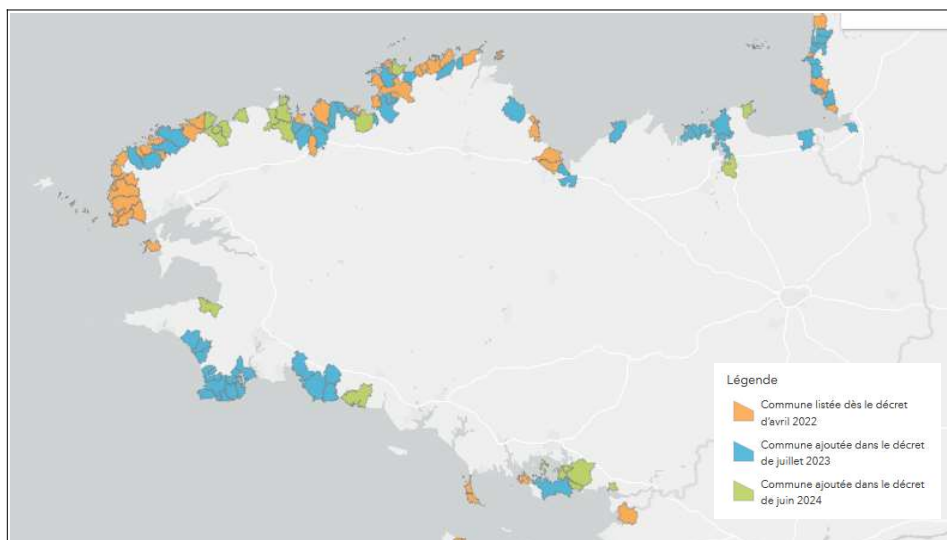 Légende
Commune listée dès le décret
d'avril 2022
Commune ajoutée dans le décret
de juillet 2023
Commune ajoutée dans le décret
de juin 2024